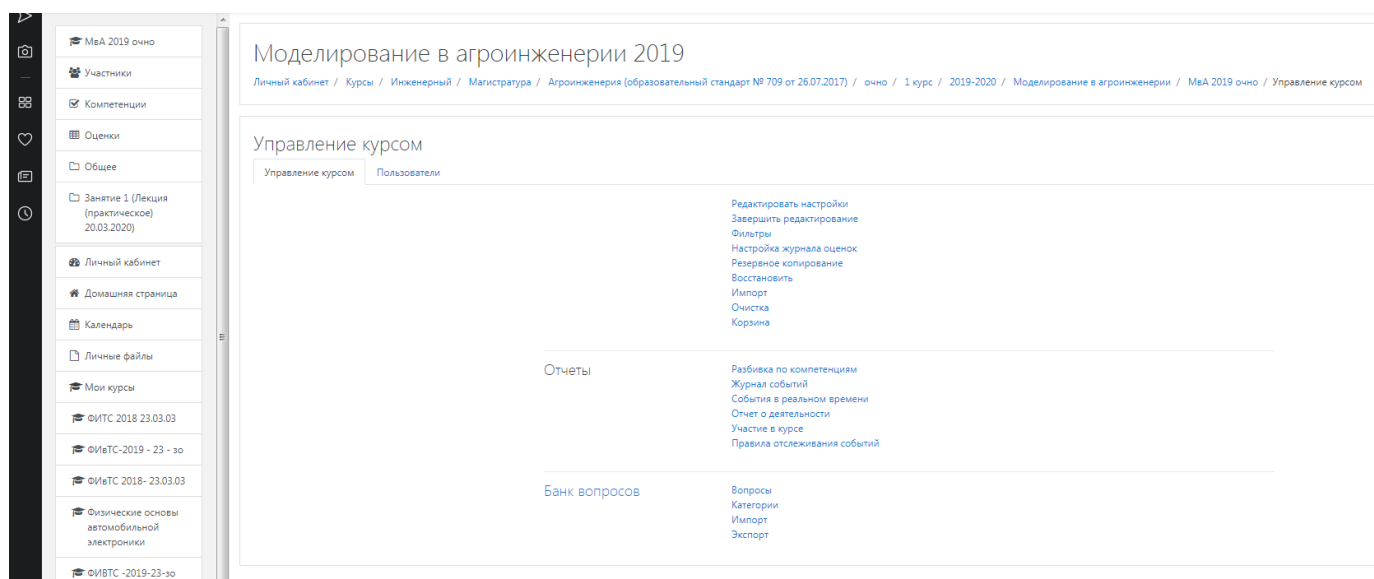 МвА 2019 очно
Участники
Компетенции
Оценки
Общее
Занятие 1 (Лекция
(практическое)
20.03.2020)
Личный кабинет
Домашняя страница
Календарь
Личные файлы
Мои курсы
ФИТС 2018 23.03.03
ФИвТС-2019 - 23 - зо
ФИвТС 2018- 23.03.03
Физические основы
автомобильной
электроники
ФИВТС -2019-23-зо
Моделирование в агроинженерии 2019
Личный кабинет / Курсы / Инженерный / Магистратура / Агроинженерия (образовательный стандарт № 709 от 26.07.2017) / очно / 1 курс / 2019-2020 / Моделирование в агроинженерии / МвА 2019 очно / Управление курсом
Управление курсом
Управление курсом Пользователи
Редактировать настройки
Завершить редактирование
Фильтры
Настройка журнала оценок
Резервное копирование
Восстановить
Импорт
Очистка
Корзина
Отчеты
Разбивка по компетенциям
Журнал событий
События в реальном времени
Отчет о деятельности
Участие в курсе
Правила отслеживания событий
Банк вопросов
Вопросы
Категории
Импорт
Экспорт